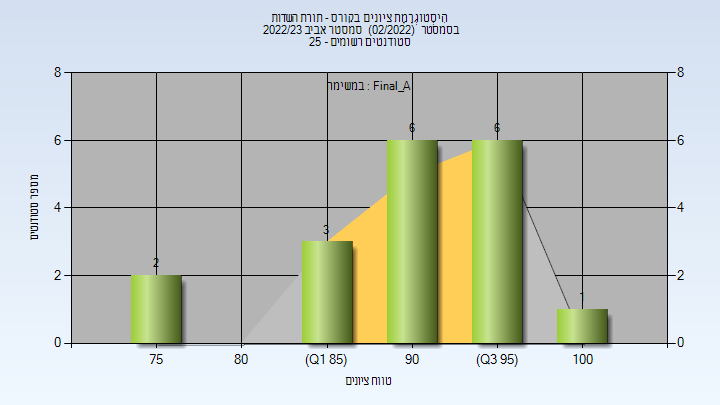 היסטוגרמת ציונים בקורס - תורת השדות
בסמסטר (02/2022) סמסטר אביב 2022/23
סטודנטים רשומים - 25
במשימה : Final_A
8 8
6 6
4 4
2 2
0 0
2
3
6
6
1
מספר סטודנטים
75 80 (Q1 85) 90 (Q3 95) 100
טווח ציונים